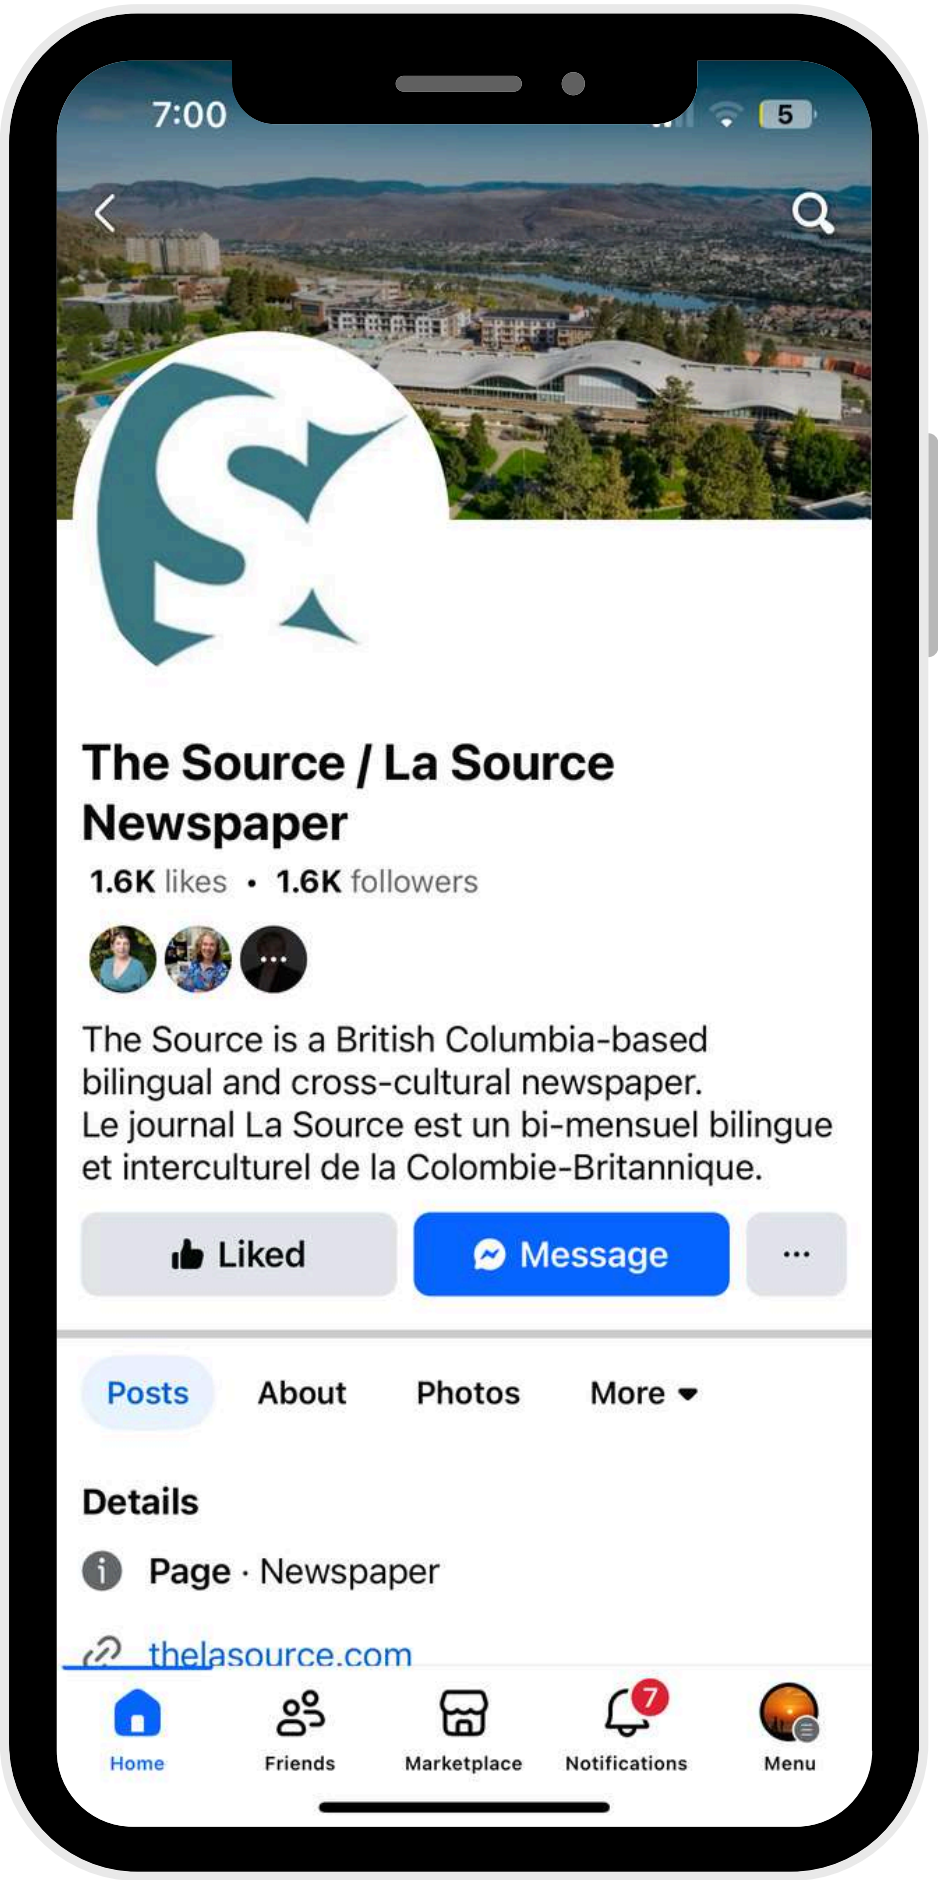 7:00
5
The Source / La Source
Newspaper
1.6K likes • 1.6K followers
The Source is a British Columbia-based
bilingual and cross-cultural newspaper.
Le journal La Source est un bi-mensuel bilingue
et interculturel de la Colombie-Britannique.
Liked
Message
Posts
About
Photos
More
Details
Page · Newspaper
thelasource.com
7
Home
Friends
Marketplace
Notifications
Menu